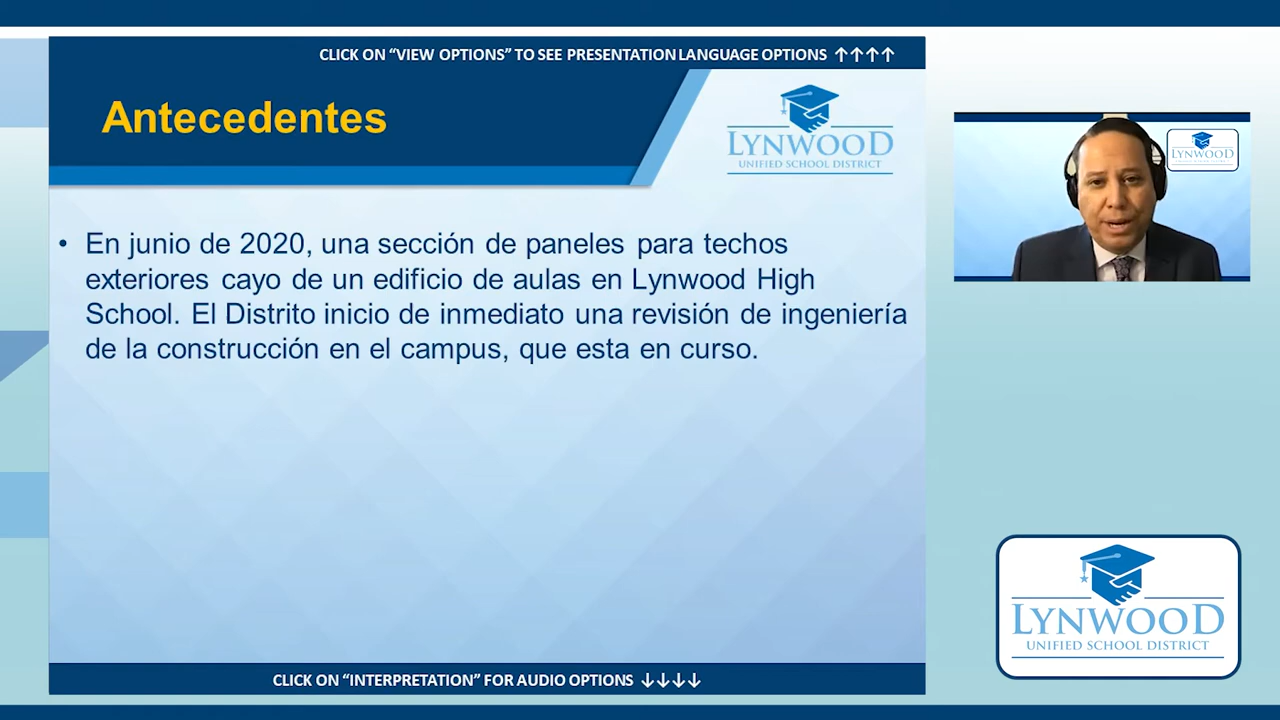 CLICK ON “VIEW OPTIONS” TO SEE PRESENTATION LANGUAGE OPTIONS ↑↑↑↑
Antecedentes
LYNWOOD
UNIFIED SCHOOL DISTRICT
LYNWOOD
• En junio de 2020, una sección de paneles para techos
exteriores cayo de un edificio de aulas en Lynwood High
School. El Distrito inicio de inmediato una revisión de ingeniería
de la construcción en el campus, que esta en curso.
LYNWOOD
UNIFIED SCHOOL DISTRICT
CLICK ON “INTERPRETATION” FOR AUDIO OPTIONS ↓↓↓↓